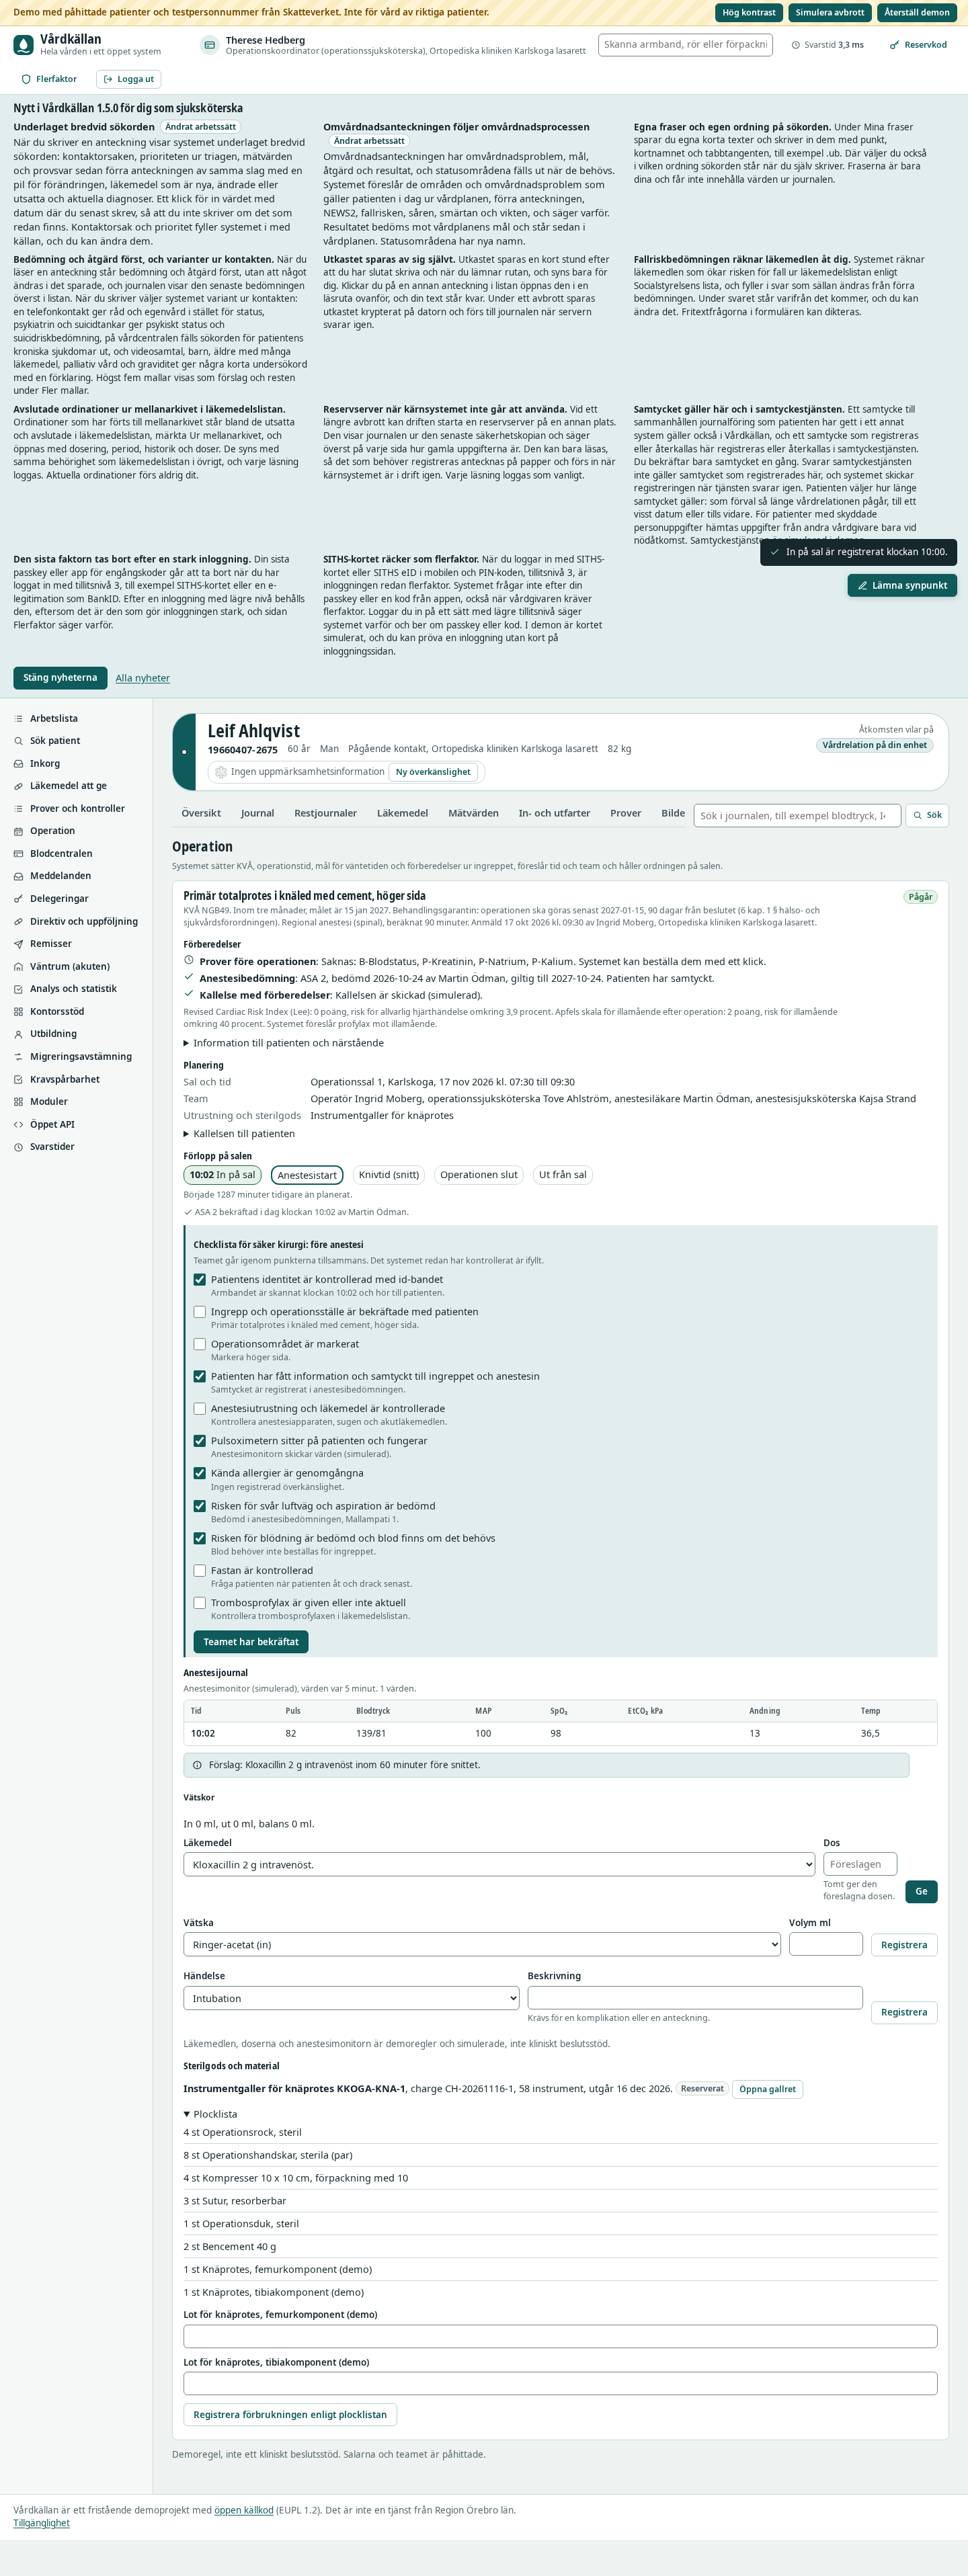 Demo med påhittade patienter och testpersonnummer från Skatteverket. Inte för vård av riktiga patienter.
Hög kontrast
Simulera avbrott
Återställ demon
Vårdkällan
Hela vården i ett öppet system
Therese Hedberg
Operationskoordinator (operationssjuksköterska), Ortopediska kliniken Karlskoga lasarett
Skanna armband, rör eller förpackni
Svarstid 3,3 ms
Reservkod
Flerfaktor
Logga ut
Nytt i Vårdkällan 1.5.0 för dig som sjuksköterska
Underlaget bredvid sökorden Ändrat arbetssätt
När du skriver en anteckning visar systemet underlaget bredvid
sökorden: kontaktorsaken, prioriteten ur triagen, mätvärden
och provsvar sedan förra anteckningen av samma slag med en
pil för förändringen, läkemedel som är nya, ändrade eller
utsatta och aktuella diagnoser. Ett klick för in värdet med
datum där du senast skrev, så att du inte skriver om det som
redan finns. Kontaktorsak och prioritet fyller systemet i med
källan, och du kan ändra dem.
Omvårdnadsanteckningen följer omvårdnadsprocessen
Ändrat arbetssätt
Omvårdnadsanteckningen har omvårdnadsproblem, mål,
åtgärd och resultat, och statusområdena fälls ut när de behövs.
Systemet föreslår de områden och omvårdnadsproblem som
gäller patienten i dag ur vårdplanen, förra anteckningen,
NEWS2, fallrisken, såren, smärtan och vikten, och säger varför.
Resultatet bedöms mot vårdplanens mål och står sedan i
vårdplanen. Statusområdena har nya namn.
Egna fraser och egen ordning på sökorden. Under Mina fraser
sparar du egna korta texter och skriver in dem med punkt,
kortnamnet och tabbtangenten, till exempel .ub. Där väljer du också
i vilken ordning sökorden står när du själv skriver. Fraserna är bara
dina och får inte innehålla värden ur journalen.
Bedömning och åtgärd först, och varianter ur kontakten. När du
läser en anteckning står bedömning och åtgärd först, utan att något
ändras i det sparade, och journalen visar den senaste bedömningen
överst i listan. När du skriver väljer systemet variant ur kontakten:
en telefonkontakt ger råd och egenvård i stället för status,
psykiatrin och suicidtankar ger psykiskt status och
suicidriskbedömning, på vårdcentralen fälls sökorden för patientens
kroniska sjukdomar ut, och videosamtal, barn, äldre med många
läkemedel, palliativ vård och graviditet ger några korta undersökord
med en förklaring. Högst fem mallar visas som förslag och resten
under Fler mallar.
Utkastet sparas av sig självt. Utkastet sparas en kort stund efter
att du har slutat skriva och när du lämnar rutan, och syns bara för
dig. Klickar du på en annan anteckning i listan öppnas den i en
läsruta ovanför, och din text står kvar. Under ett avbrott sparas
utkastet krypterat på datorn och förs till journalen när servern
svarar igen.
Fallriskbedömningen räknar läkemedlen åt dig. Systemet räknar
läkemedlen som ökar risken för fall ur läkemedelslistan enligt
Socialstyrelsens lista, och fyller i svar som sällan ändras från förra
bedömningen. Under svaret står varifrån det kommer, och du kan
ändra det. Fritextfrågorna i formulären kan dikteras.
Avslutade ordinationer ur mellanarkivet i läkemedelslistan.
Ordinationer som har förts till mellanarkivet står bland de utsatta
och avslutade i läkemedelslistan, märkta Ur mellanarkivet, och
öppnas med dosering, period, historik och doser. De syns med
samma behörighet som läkemedelslistan i övrigt, och varje läsning
loggas. Aktuella ordinationer förs aldrig dit.
Reservserver när kärnsystemet inte går att använda. Vid ett
längre avbrott kan driften starta en reservserver på en annan plats.
Den visar journalen ur den senaste säkerhetskopian och säger
överst på varje sida hur gamla uppgifterna är. Den kan bara läsas,
så det som behöver registreras antecknas på papper och förs in när
kärnsystemet är i drift igen. Varje läsning loggas som vanligt.
Samtycket gäller här och i samtyckestjänsten. Ett samtycke till
sammanhållen journalföring som patienten har gett i ett annat
system gäller också i Vårdkällan, och ett samtycke som registreras
eller återkallas här registreras eller återkallas i samtyckestjänsten.
Du bekräftar bara samtycket en gång. Svarar samtyckestjänsten
inte gäller samtycket som registrerades här, och systemet skickar
registreringen när tjänsten svarar igen. Patienten väljer hur länge
samtycket gäller: som förval så länge vårdrelationen pågår, till ett
visst datum eller tills vidare. För patienter med skyddade
personuppgifter hämtas uppgifter från andra vårdgivare bara vid
nödåtkomst. Samtyckestjänsten
In på sal är registrerat klockan 10:00.
Den sista faktorn tas bort efter en stark inloggning. Din sista
passkey eller app för engångskoder går att ta bort när du har
loggat in med tillitsnivå 3, till exempel SITHS-kortet eller en e-
legitimation som BankID. Efter en inloggning med lägre nivå behålls
den, eftersom det är den som gör inloggningen stark, och sidan
Flerfaktor säger varför.
SITHS-kortet räcker som flerfaktor. När du loggar in med SITHS-
kortet eller SITHS eID i mobilen och PIN-koden, tillitsnivå 3, är
inloggningen redan flerfaktor. Systemet frågar inte efter din
passkey eller en kod från appen, också när vårdgivaren kräver
flerfaktor. Loggar du in på ett sätt med lägre tillitsnivå säger
systemet varför och ber om passkey eller kod. I demon är kortet
simulerat, och du kan pröva en inloggning utan kort på
inloggningssidan.
Lämna synpunkt
Stäng nyheterna
Alla nyheter
Arbetslista
Sök patient
Inkorg
Läkemedel att ge
Prover och kontroller
Operation
Blodcentralen
Meddelanden
Delegeringar
Direktiv och uppföljning
Remisser
Väntrum (akuten)
Analys och statistik
Kontorsstöd
Utbildning
Migreringsavstämning
Kravspårbarhet
Moduler
Öppet API
Svarstider
Leif Ahlqvist
19660407-2675 60 år Man Pågående kontakt, Ortopediska kliniken Karlskoga lasarett 82 kg
Ingen uppmärksamhetsinformation Ny överkänslighet
Åtkomsten vilar på
Vårdrelation på din enhet
Översikt
Journal
Restjournaler
Läkemedel
Mätvärden
In- och utfarter
Prover
Bilde
Sök i journalen, till exempel blodtryck, I
Sök
Operation
Systemet sätter KVÅ, operationstid, mål för väntetiden och förberedelser ur ingreppet, föreslår tid och team och håller ordningen på salen.
Primär totalprotes i knäled med cement, höger sida
Pågår
KVÅ NGB49. Inom tre månader, målet är 15 jan 2027. Behandlingsgarantin: operationen ska göras senast 2027-01-15, 90 dagar från beslutet (6 kap. 1 § hälso- och
sjukvårdsförordningen). Regional anestesi (spinal), beräknat 90 minuter. Anmäld 17 okt 2026 kl. 09:30 av Ingrid Moberg, Ortopediska kliniken Karlskoga lasarett.
Förberedelser
Prover före operationen: Saknas: B-Blodstatus, P-Kreatinin, P-Natrium, P-Kalium. Systemet kan beställa dem med ett klick.
Anestesibedömning: ASA 2, bedömd 2026-10-24 av Martin Ödman, giltig till 2027-10-24. Patienten har samtyckt.
Kallelse med förberedelser: Kallelsen är skickad (simulerad).
Revised Cardiac Risk Index (Lee): 0 poäng, risk för allvarlig hjärthändelse omkring 3,9 procent. Apfels skala för illamående efter operation: 2 poäng, risk för illamående
omkring 40 procent. Systemet föreslår profylax mot illamående.
Information till patienten och närstående
Planering
Sal och tid Operationssal 1, Karlskoga, 17 nov 2026 kl. 07:30 till 09:30
Team Operatör Ingrid Moberg, operationssjuksköterska Tove Ahlström, anestesiläkare Martin Ödman, anestesisjuksköterska Kajsa Strand
Utrustning och sterilgods Instrumentgaller för knäprotes
Kallelsen till patienten
Förlopp på salen
10:02 In på sal
Anestesistart
Knivtid (snitt)
Operationen slut
Ut från sal
Började 1287 minuter tidigare än planerat.
ASA 2 bekräftad i dag klockan 10:02 av Martin Ödman.
Checklista för säker kirurgi: före anestesi
Teamet går igenom punkterna tillsammans. Det systemet redan har kontrollerat är ifyllt.
Patientens identitet är kontrollerad med id-bandet
Armbandet är skannat klockan 10:02 och hör till patienten.
Ingrepp och operationsställe är bekräftade med patienten
Primär totalprotes i knäled med cement, höger sida.
Operationsområdet är markerat
Markera höger sida.
Patienten har fått information och samtyckt till ingreppet och anestesin
Samtycket är registrerat i anestesibedömningen.
Anestesiutrustning och läkemedel är kontrollerade
Kontrollera anestesiapparaten, sugen och akutläkemedlen.
Pulsoximetern sitter på patienten och fungerar
Anestesimonitorn skickar värden (simulerad).
Kända allergier är genomgångna
Ingen registrerad överkänslighet.
Risken för svår luftväg och aspiration är bedömd
Bedömd i anestesibedömningen, Mallampati 1.
Risken för blödning är bedömd och blod finns om det behövs
Blod behöver inte beställas för ingreppet.
Fastan är kontrollerad
Fråga patienten när patienten åt och drack senast.
Trombosprofylax är given eller inte aktuell
Kontrollera trombosprofylaxen i läkemedelslistan.
Teamet har bekräftat
Anestesijournal
Anestesimonitor (simulerad), värden var 5 minut. 1 värden.
Tid Puls Blodtryck MAP SpO₂ EtCO₂ kPa Andning Temp
10:02 82 139/81 100 98 13 36,5
Förslag: Kloxacillin 2 g intravenöst inom 60 minuter före snittet.
Vätskor
In 0 ml, ut 0 ml, balans 0 ml.
Läkemedel
Dos
Kloxacillin 2 g intravenöst.
Föreslagen
Tomt ger den
föreslagna dosen.
Ge
Vätska
Volym ml
Ringer-acetat (in)
Registrera
Händelse
Beskrivning
Intubation
Krävs för en komplikation eller en anteckning.
Registrera
Läkemedlen, doserna och anestesimonitorn är demoregler och simulerade, inte kliniskt beslutsstöd.
Sterilgods och material
Instrumentgaller för knäprotes KKOGA-KNA-1, charge CH-20261116-1, 58 instrument, utgår 16 dec 2026. Reserverat Öppna gallret
Plocklista
4 st Operationsrock, steril
8 st Operationshandskar, sterila (par)
4 st Kompresser 10 x 10 cm, förpackning med 10
3 st Sutur, resorberbar
1 st Operationsduk, steril
2 st Bencement 40 g
1 st Knäprotes, femurkomponent (demo)
1 st Knäprotes, tibiakomponent (demo)
Lot för knäprotes, femurkomponent (demo)
Lot för knäprotes, tibiakomponent (demo)
Registrera förbrukningen enligt plocklistan
Demoregel, inte ett kliniskt beslutsstöd. Salarna och teamet är påhittade.
Vårdkällan är ett fristående demoprojekt med öppen källkod (EUPL 1.2). Det är inte en tjänst från Region Örebro län.
Tillgänglighet